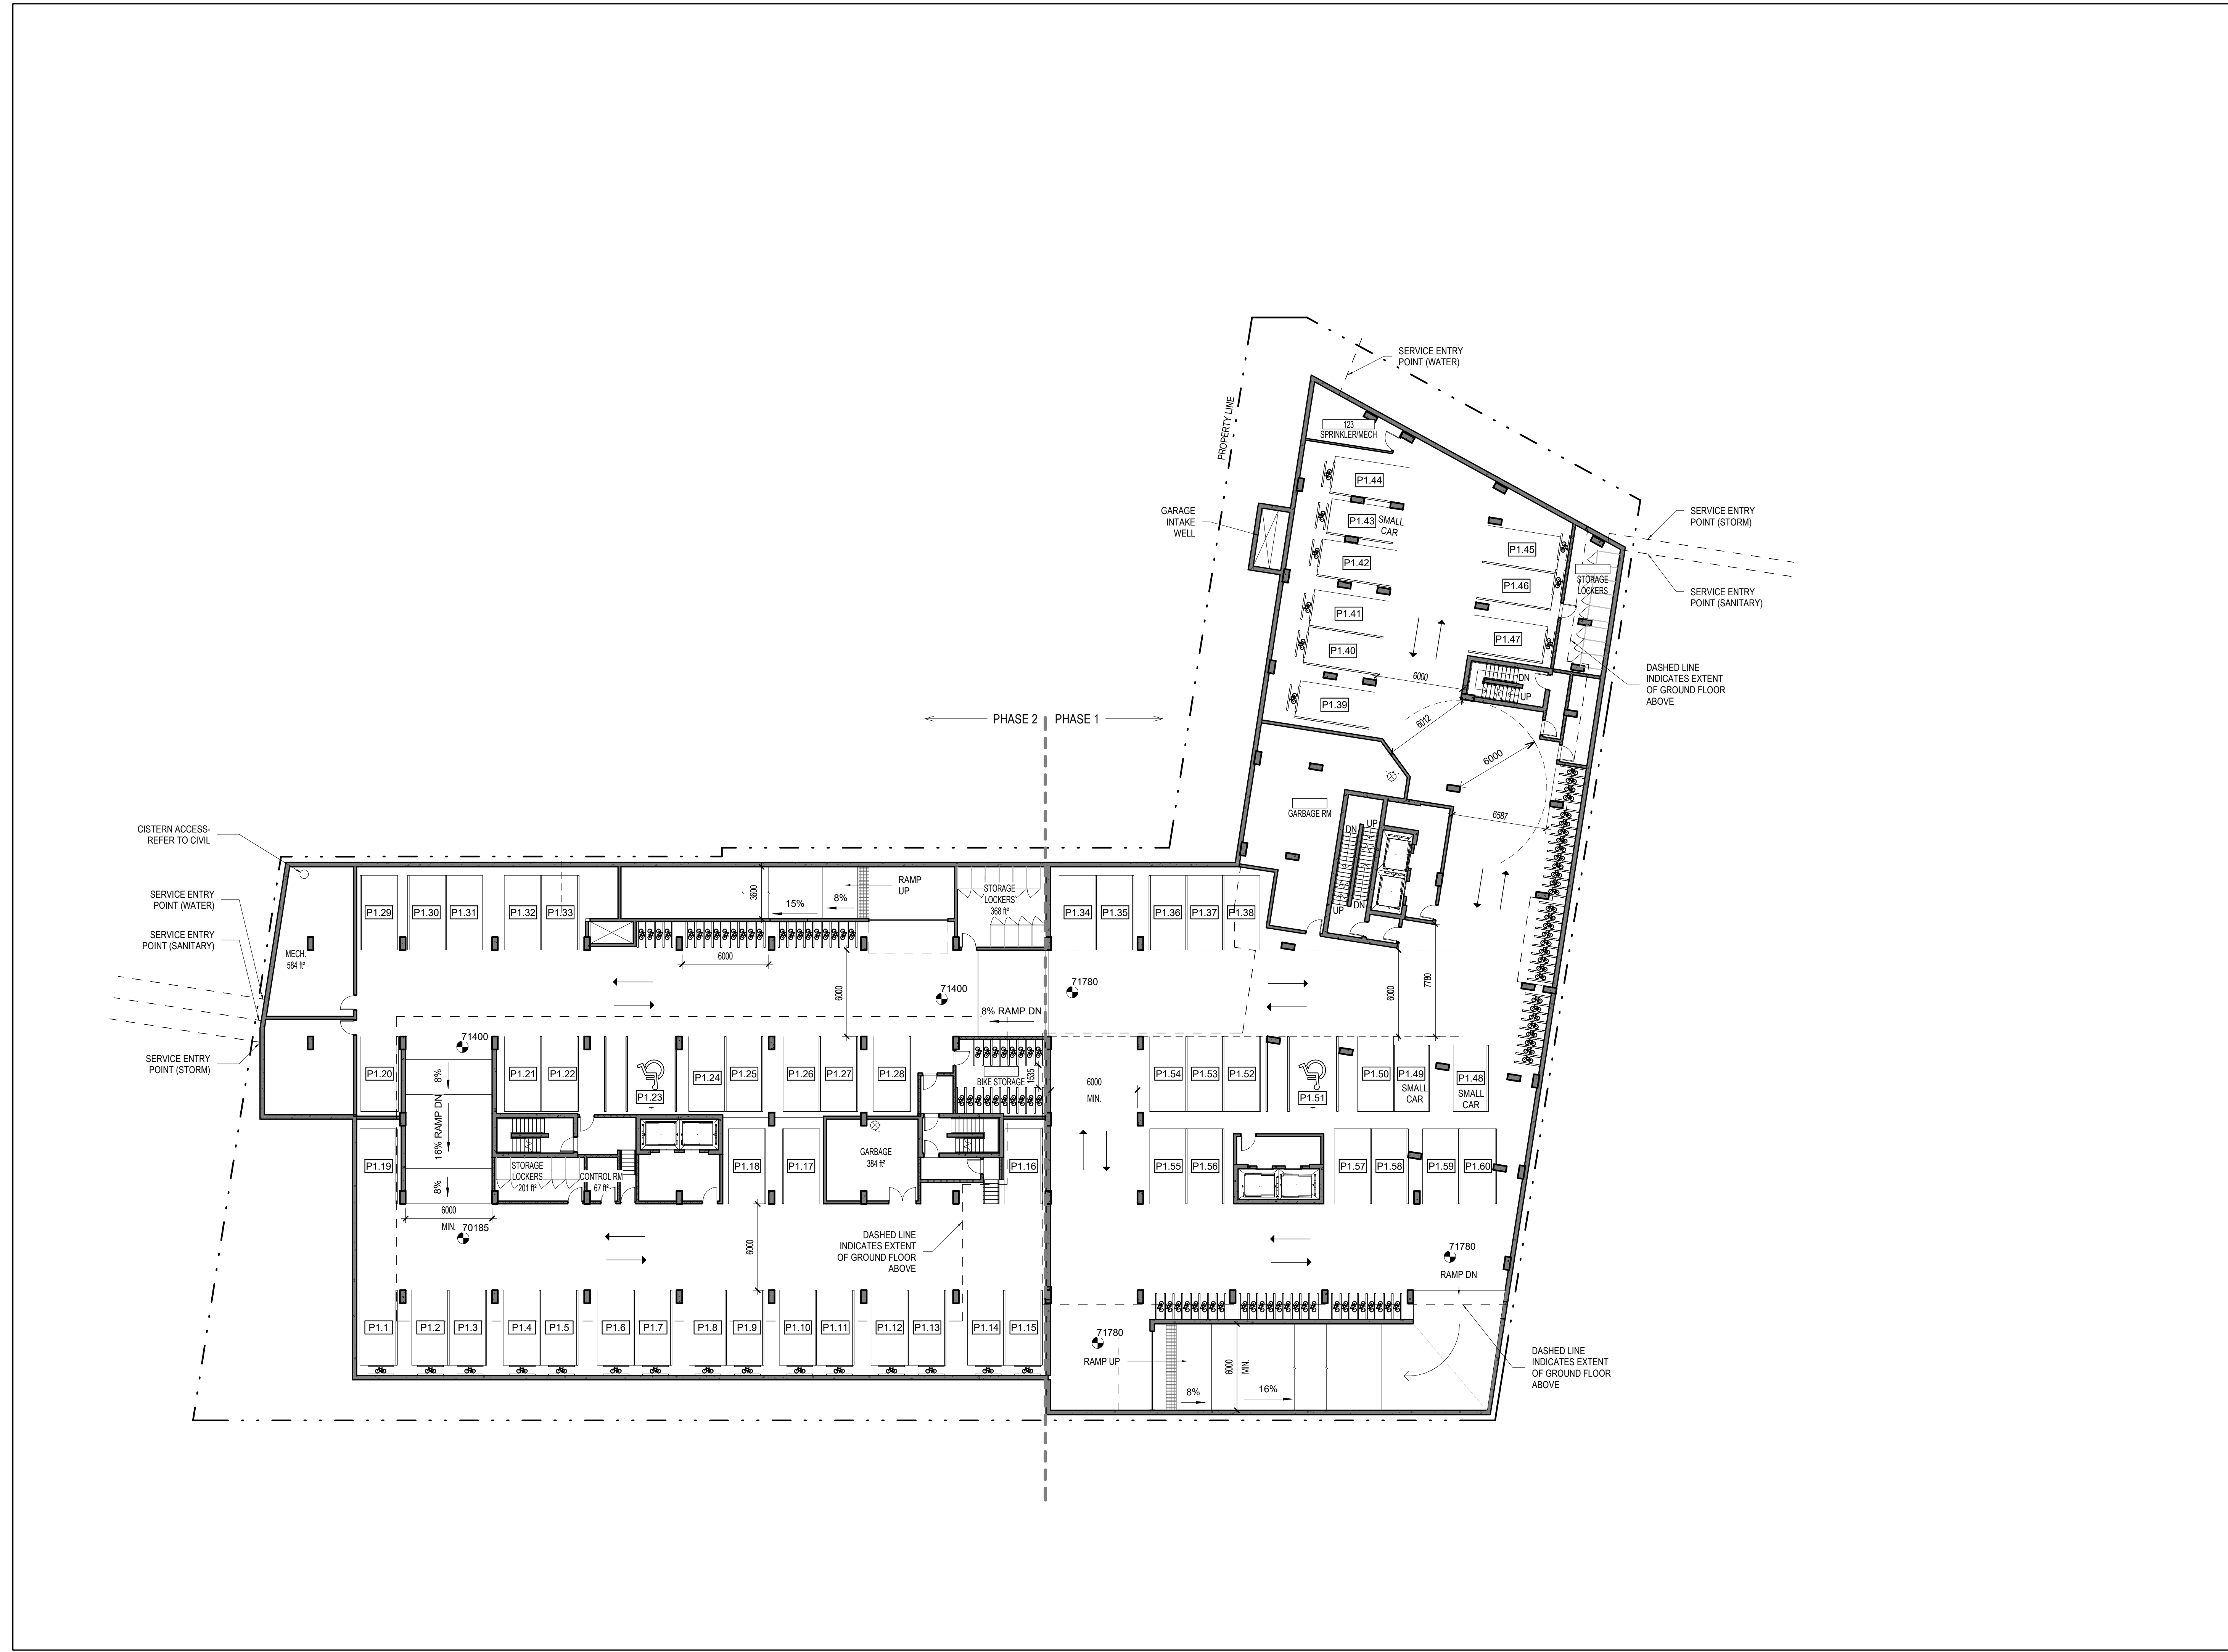 SERVICE ENTRY
POINT (WATER)
PROPERTY LINE
123
SPRINKLER/MECH
P1.44
GARAGE
INTAKE
WELL
P1.43
SMALL
CAR
SERVICE ENTRY
POINT (STORM)
P1.42
P1.45
P1.46
STORAGE
LOCKERS
SERVICE ENTRY
POINT (SANITARY)
P1.41
P1.47
P1.40
6000
DN
UP
DASHED LINE
INDICATES EXTENT
OF GROUND FLOOR
ABOVE
P1.39
6012
PHASE 2
PHASE 1
6000
GARBAGE RM
DN
UP
6587
UP
DN
CISTERN ACCESS-
REFER TO CIVIL
SERVICE ENTRY
POINT (WATER)
SERVICE ENTRY
POINT (SANITARY)
SERVICE ENTRY
POINT (STORM)
MECH.
584 ft²
P1.29
P1.30
P1.31
P1.32
P1.33
3600
15%
8%
RAMP
UP
STORAGE
LOCKERS
368 ft²
P1.34
P1.35
P1.36
P1.37
P1.38
6000
6000
71400
71780
6000
7780
8% RAMP DN
71400
P1.20
8%
16% RAMP DN
8%
P1.21
P1.22
P1.23
P1.24
P1.25
P1.26
P1.27
P1.28
BIKE STORAGE
1535
6000
MIN.
P1.54
P1.53
P1.52
P1.51
P1.50
P1.49
SMALL
CAR
P1.48
SMALL
CAR
P1.19
STORAGE
LOCKERS
201 ft²
CONTROL RM
67 ft²
P1.18
P1.17
GARBAGE
384 ft²
P1.16
P1.55
P1.56
P1.57
P1.58
P1.59
P1.60
6000
MIN.
70185
6000
DASHED LINE
INDICATES EXTENT
OF GROUND FLOOR
ABOVE
71780
RAMP DN
P1.1
P1.2
P1.3
P1.4
P1.5
P1.6
P1.7
P1.8
P1.9
P1.10
P1.11
P1.12
P1.13
P1.14
P1.15
71780
RAMP UP
6000
MIN.
8%
16%
DASHED LINE
INDICATES EXTENT
OF GROUND FLOOR
ABOVE